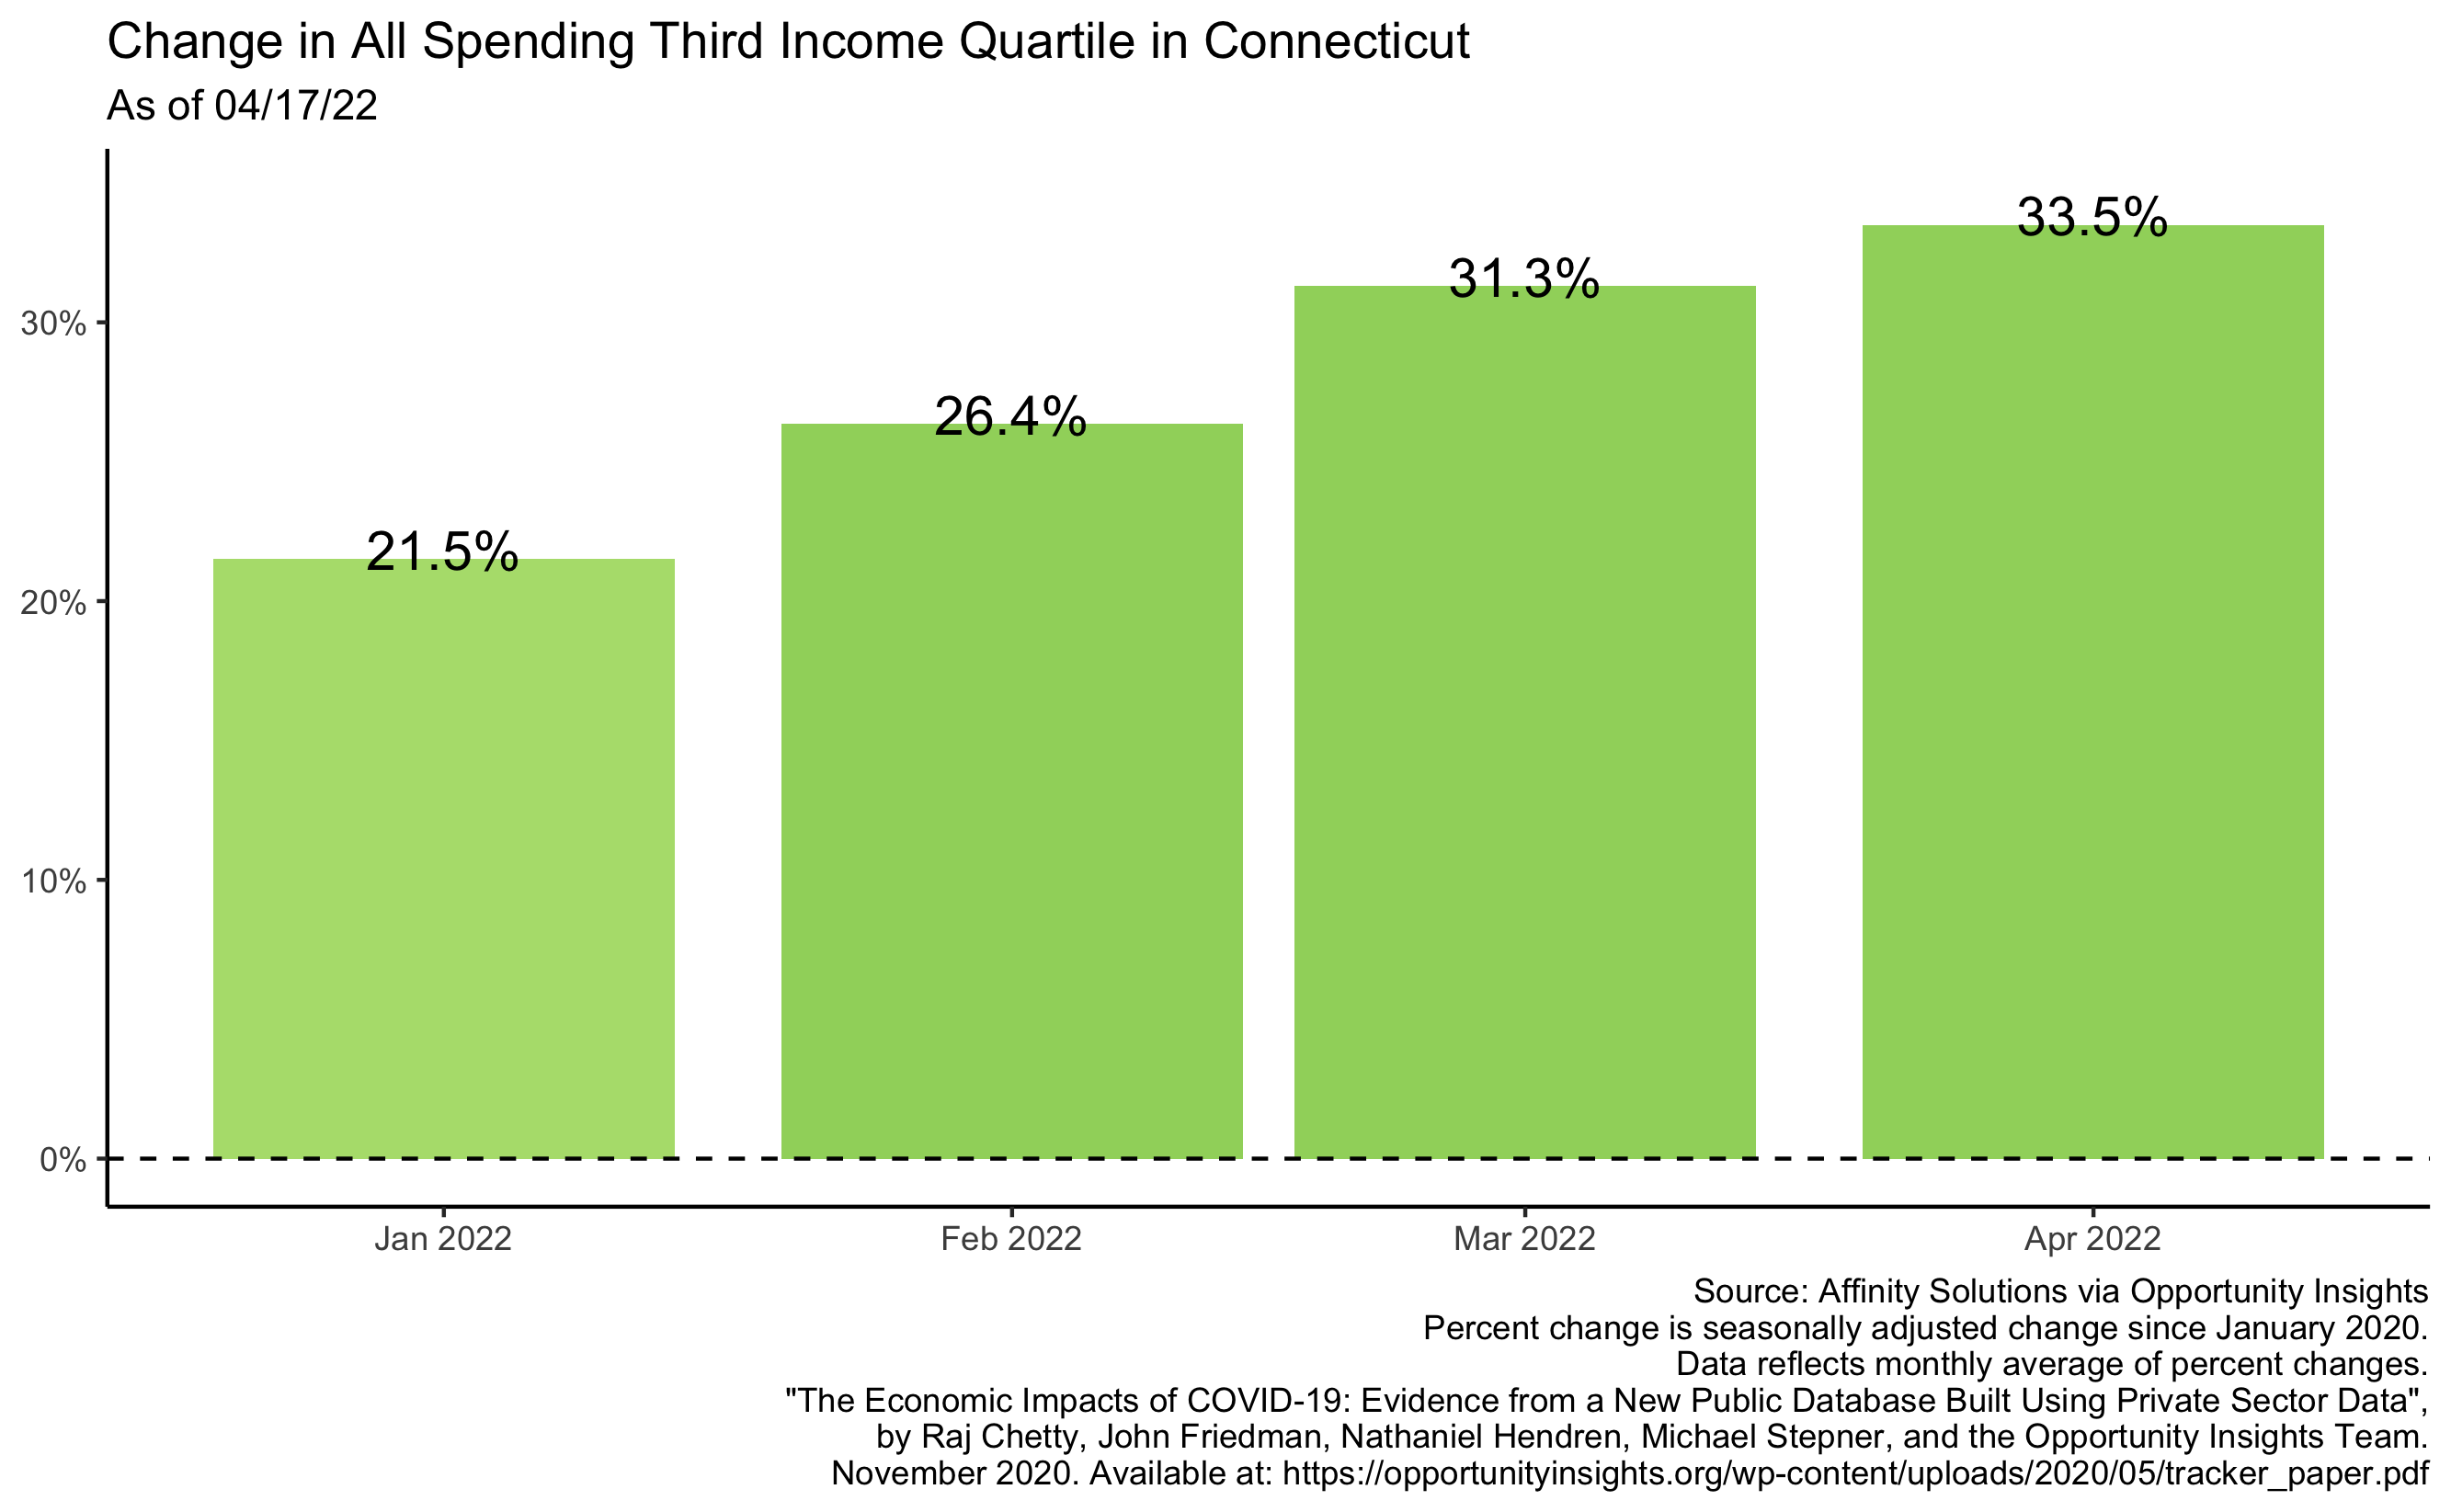 Change in All Spending Third Income Quartile in Connecticut
As of 04/17/22
33.5%
31.3%
30%
26.4%
21.5%
20%
10%
0%
Jan 2022 Feb 2022 Mar 2022 Apr 2022
Source: Affinity Solutions via Opportunity Insights
Percent change is seasonally adjusted change since January 2020.
Data reflects monthly average of percent changes.
"The Economic Impacts of COVID-19: Evidence from a New Public Database Built Using Private Sector Data",
by Raj Chetty, John Friedman, Nathaniel Hendren, Michael Stepner, and the Opportunity Insights Team.
November 2020. Available at: https://opportunityinsights.org/wp-content/uploads/2020/05/tracker_paper.pdf